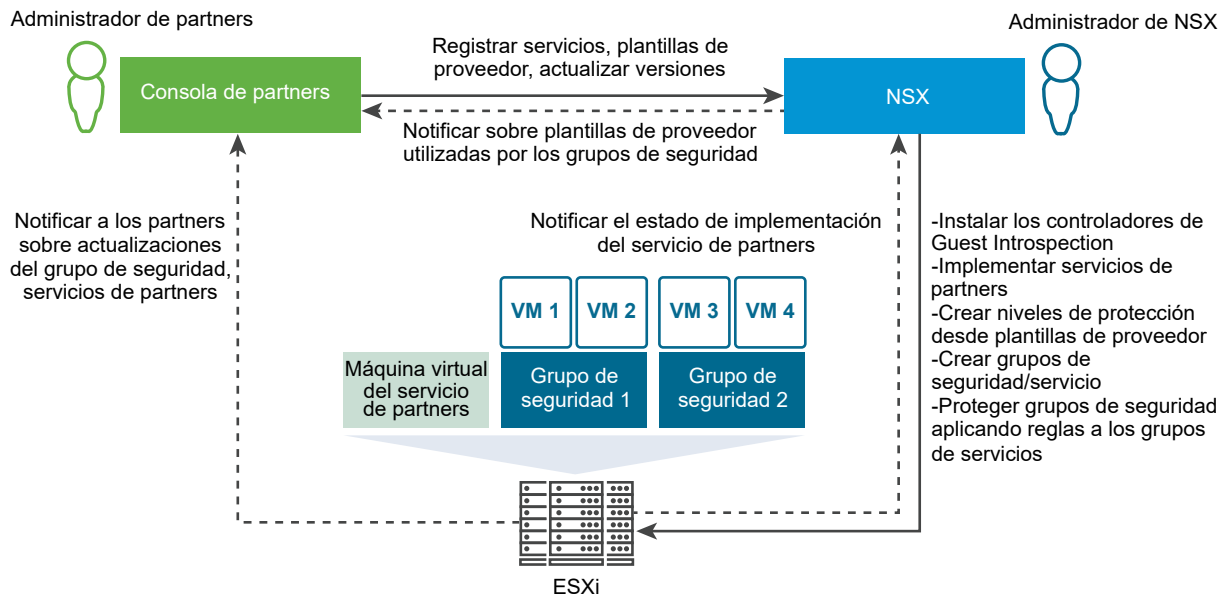 Administrador de partners
Administrador de NSX
Registrar servicios, plantillas de
proveedor, actualizar versiones
Consola de partners
NSX
Notificar sobre plantillas de proveedor
utilizadas por los grupos de seguridad
Notificar a los partners
sobre actualizaciones
del grupo de seguridad,
servicios de partners
Notificar el estado de implementación
del servicio de partners
-Instalar los controladores de
Guest Introspection
-Implementar servicios de
partners
-Crear niveles de protección
desde plantillas de proveedor
-Crear grupos de
seguridad/servicio
-Proteger grupos de seguridad
aplicando reglas a los grupos
de servicios
VM 1
VM 2
VM 3
VM 4
Máquina virtual
del servicio
de partners
Grupo de
seguridad 1
Grupo de
seguridad 2
ESXi